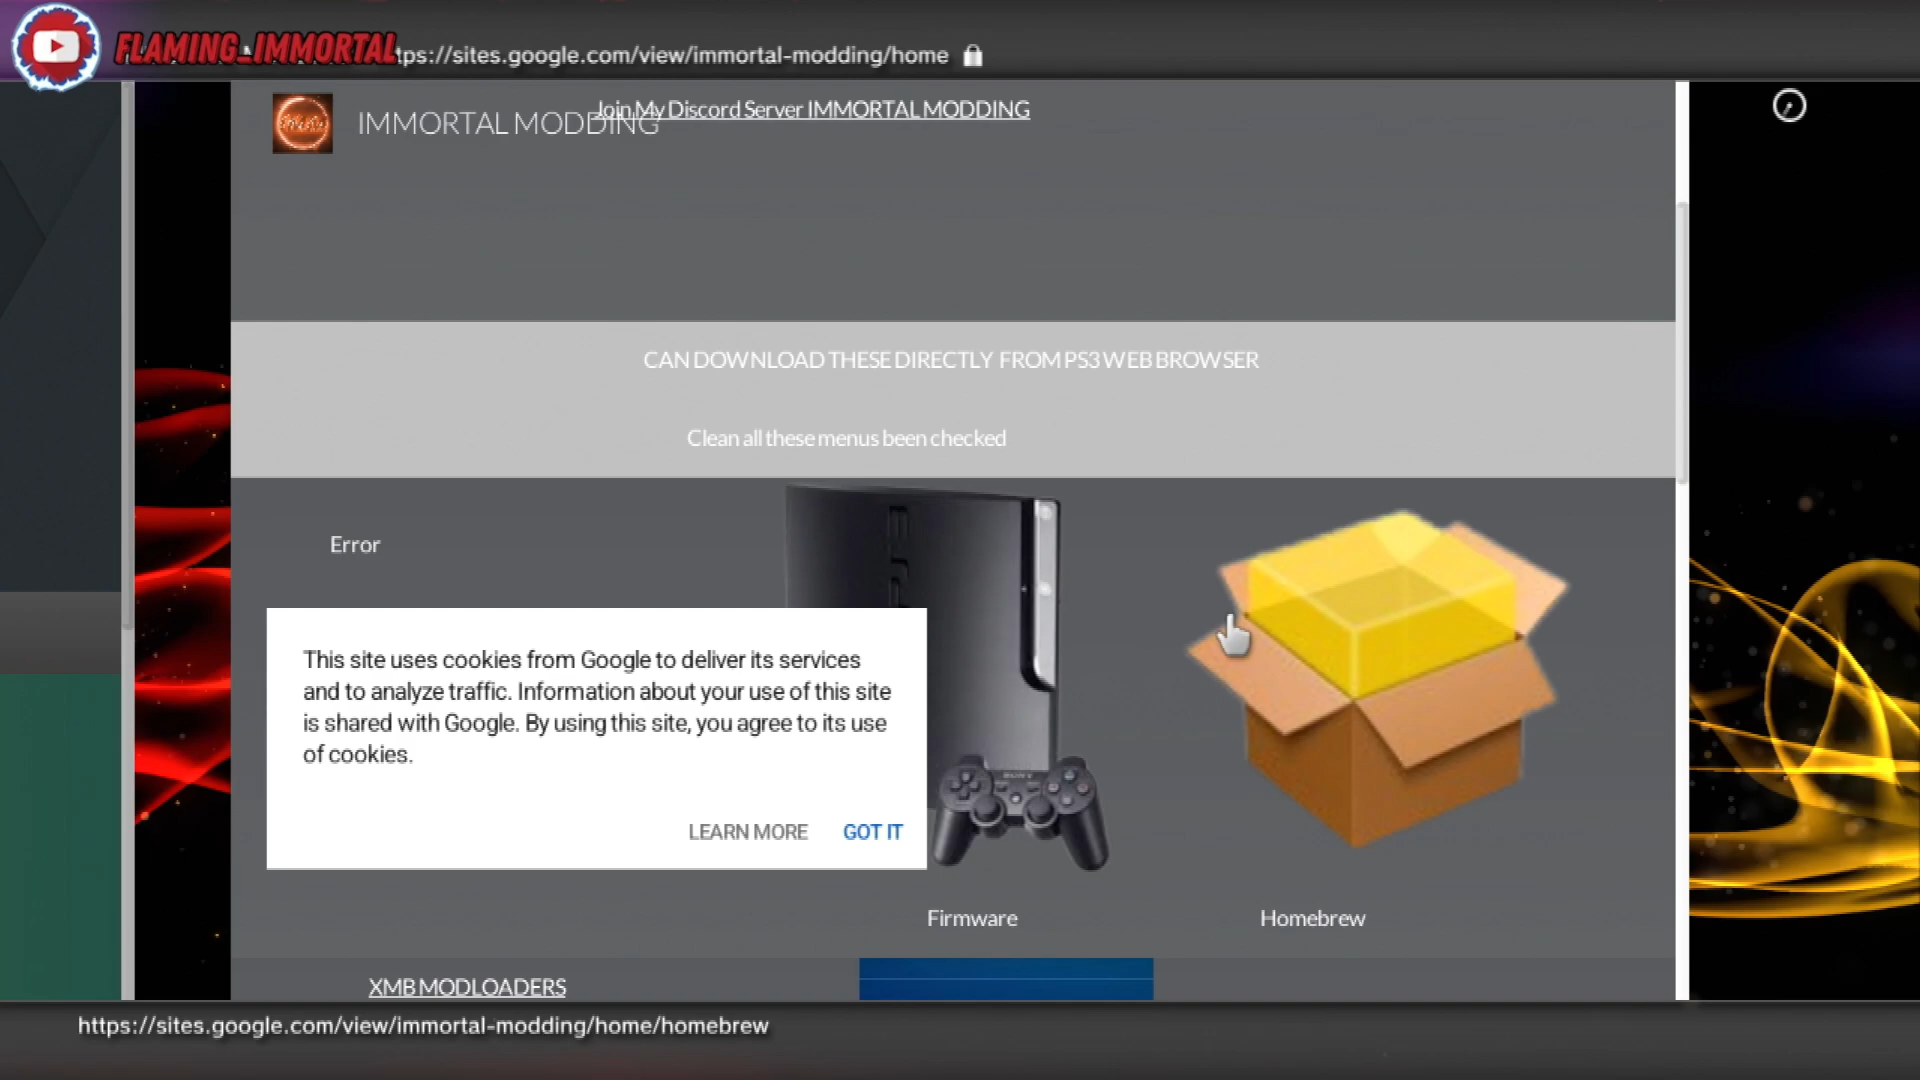 FLAMING_IMMORTAL
tps://sites.google.com/view/immortal-modding/home
Join My Discord Server IMMORTAL MODDING
IMMORTAL MODDING
CAN DOWNLOAD THESE DIRECTLY FROM PS3 WEB BROWSER
Clean all these menus been checked
Error
This site uses cookies from Google to deliver its services
and to analyze traffic. Information about your use of this site
is shared with Google. By using this site, you agree to its use
of cookies.
LEARN MORE
GOT IT
SONY
Firmware
Homebrew
XMB MODLOADERS
https://sites.google.com/view/immortal-modding/home/homebrew